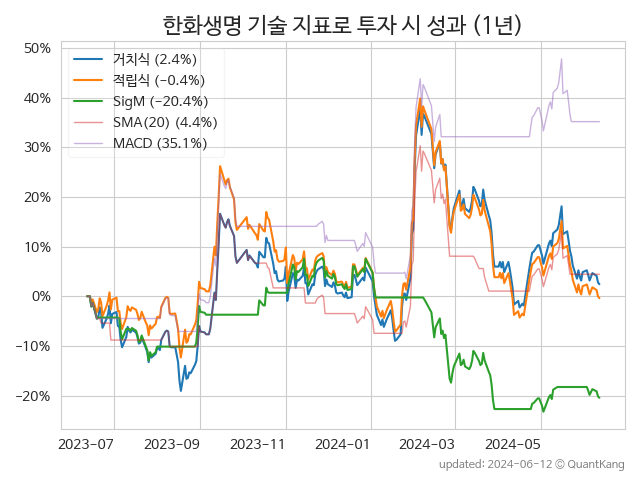 한화생명 기술 지표로 투자 시 성과 (1년)
거치식 (2.4%)
적립식 (−0.4%)
SigM (−20.4%)
SMA(20) (4.4%)
MACD (35.1%)
50%
40%
30%
20%
10%
0%
−10%
−20%
2023-07 2023-09 2023-11 2024-01 2024-03 2024-05
updated: 2024-06-12 © QuantKang